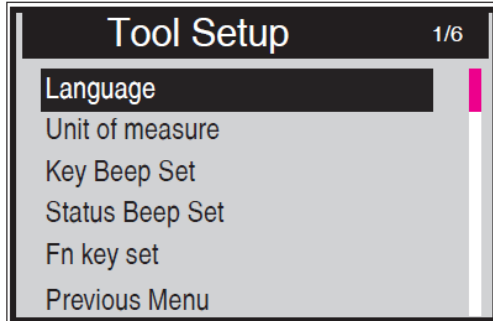 Tool Setup 1/6
Language
Unit of measure
Key Beep Set
Status Beep Set
Fn key set
Previous Menu